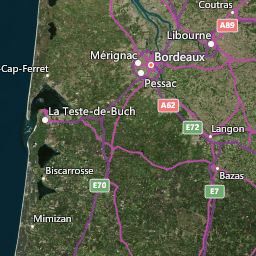 Coutras
A89
Libourne
Mérignac
Bordeaux
-Cap-Ferret
Pessac
La Teste-de-Buch
A62
E72
Langon
Biscarrosse
Bazas
E70
E7
Mimizan